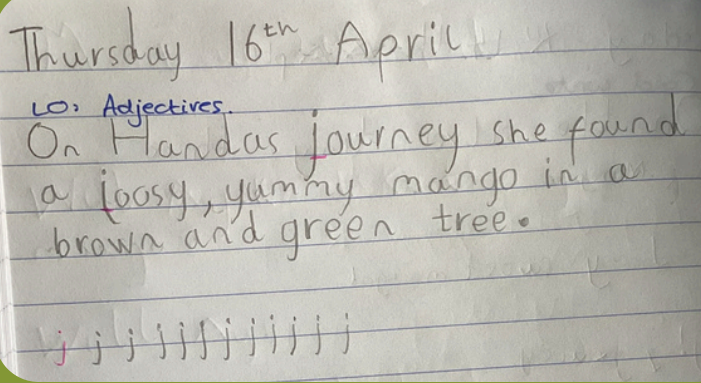 Thursday 16th April
LO: Adjectives.
On Handas journey she found
a joosy, yummy mango in a
brown and green tree.
j j j j j j j j j j j j